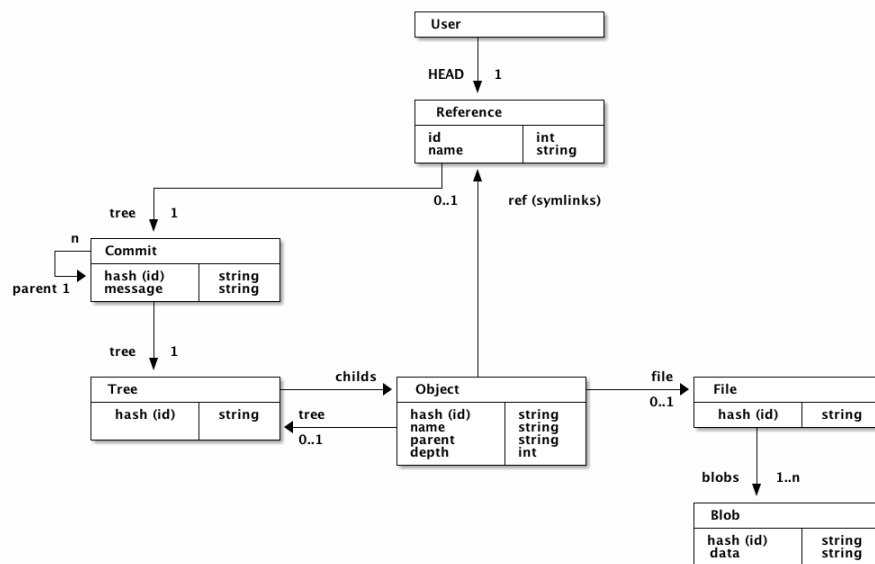 User
HEAD 1
Reference
id int
name string
0..1 ref (symlinks)
tree 1
n
Commit
hash (id) string
message string
parent 1
tree 1
Tree
hash (id) string
childs
tree
0..1
Object
hash (id) string
name string
parent string
depth int
file
0..1
File
hash (id) string
blobs 1..n
Blob
hash (id) string
data string